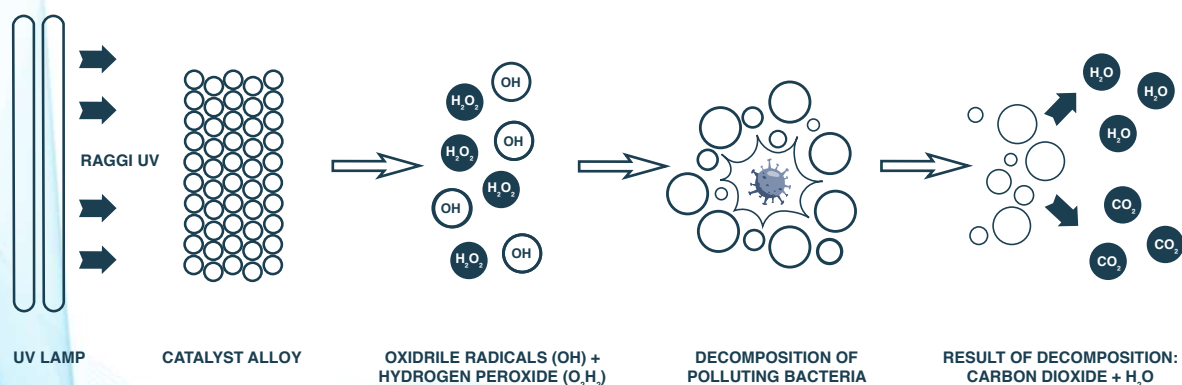 RAGGI UV
H₂O₂
OH
H₂O₂
OH
H₂O₂
OH
H₂O₂
OH
H₂O
H₂O
H₂O
CO₂
CO₂
CO₂
UV LAMP
CATALYST ALLOY
OXIDRILE RADICALS (OH) +
HYDROGEN PEROXIDE (O₂H₂)
DECOMPOSITION OF
POLLUTING BACTERIA
RESULT OF DECOMPOSITION:
CARBON DIOXIDE + H₂O